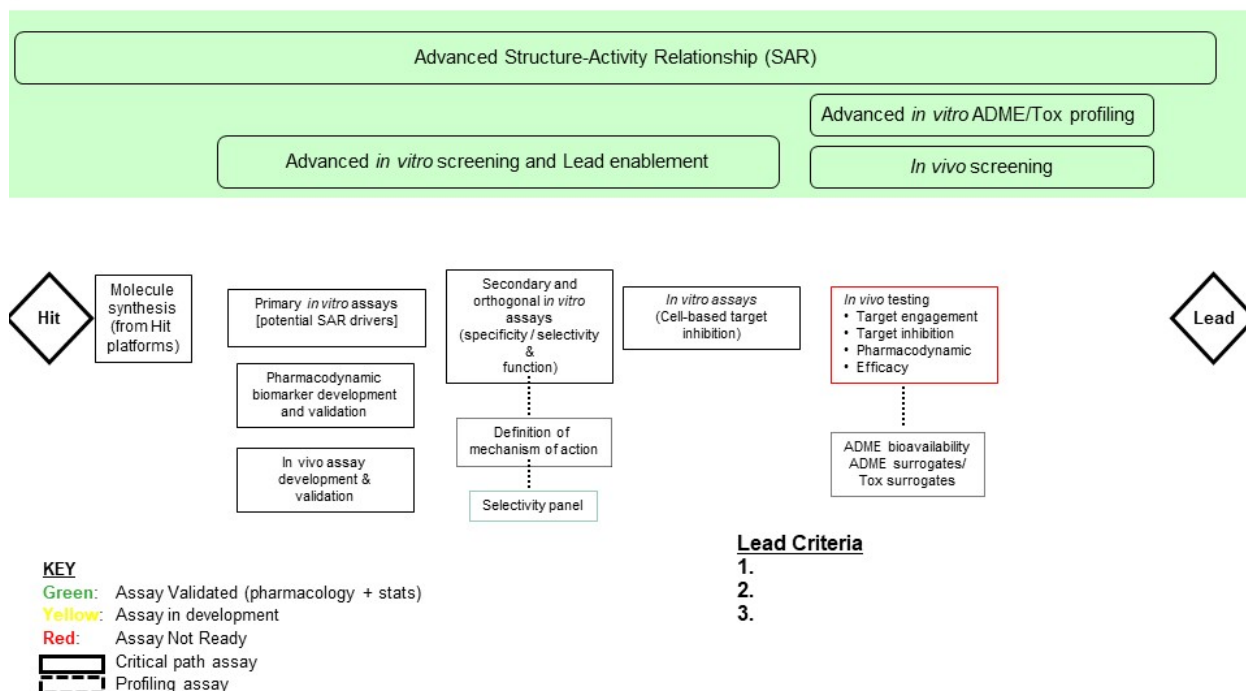 Advanced Structure-Activity Relationship (SAR)
Advanced in vitro ADME/Tox profiling
Advanced in vitro screening and Lead enablement
In vivo screening
Hit
Molecule
synthesis
(from Hit
platforms)
Primary in vitro assays
[potential SAR drivers]
Pharmacodynamic
biomarker development
and validation
In vivo assay
development &
validation
Secondary and
orthogonal in vitro
assays
(specificity / selectivity
&
function)
Definition of
mechanism of action
Selectivity panel
In vitro assays
(Cell-based target
inhibition)
In vivo testing
• Target engagement
• Target inhibition
• Pharmacodynamic
• Efficacy
ADME bioavailability
ADME surrogates/
Tox surrogates
Lead
Lead Criteria
1.
2.
3.
KEY
Green: Assay Validated (pharmacology + stats)
Yellow: Assay in development
Red: Assay Not Ready
Critical path assay
Profiling assay